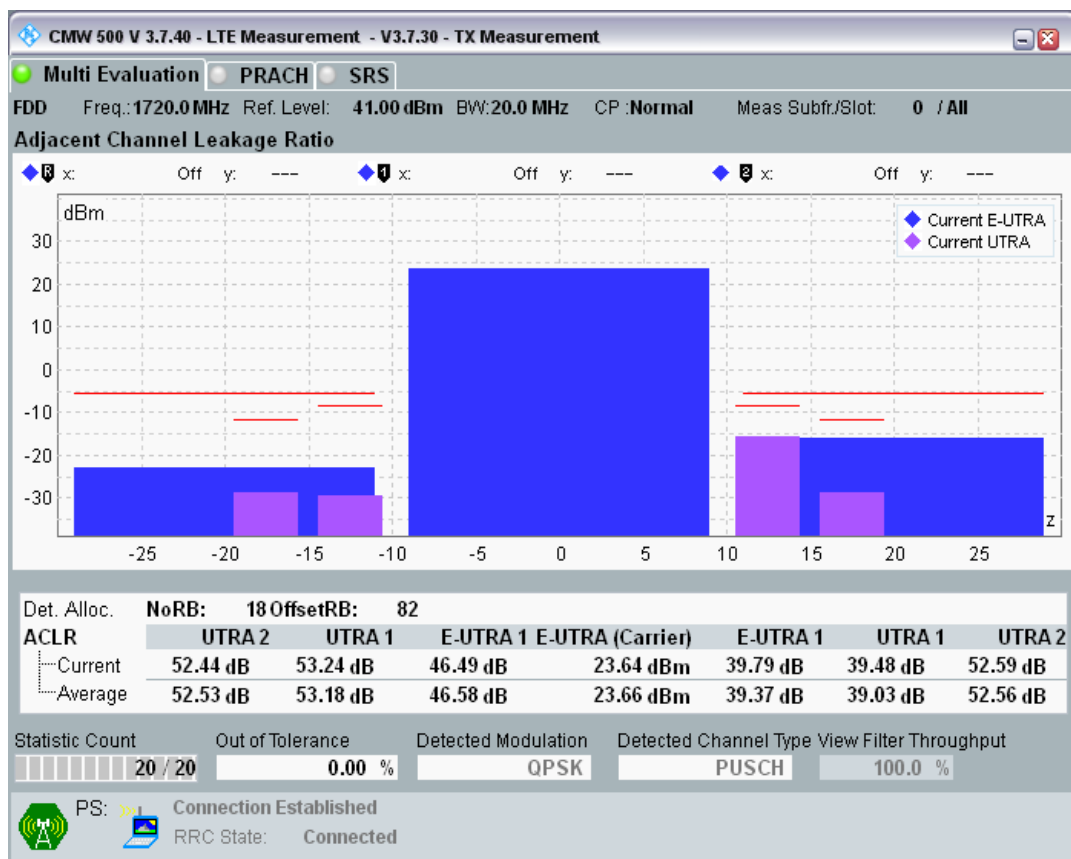 CMW 500 V 3.7.40 - LTE Measurement - V3.7.30 - TX Measurement
Multi Evaluation PRACH SRS
FDD Freq.: 1720.0 MHz Ref. Level: 41.00 dBm BW: 20.0 MHz CP : Normal Meas Subfr./Slot: 0 / All
Adjacent Channel Leakage Ratio
R x: Off y: --- 1 x: Off y: --- 2 x: Off y: ---
dBm
Current E-UTRA
Current UTRA
30
20
10
0
-10
-20
-30
z
-25 -20 -15 -10 -5 0 5 10 15 20 25
Det. Alloc. NoRB: 18 OffsetRB: 82
ACLR UTRA 2 UTRA 1 E-UTRA 1 E-UTRA (Carrier) E-UTRA 1 UTRA 1 UTRA 2
Current 52.44 dB 53.24 dB 46.49 dB 23.64 dBm 39.79 dB 39.48 dB 52.59 dB
Average 52.53 dB 53.18 dB 46.58 dB 23.66 dBm 39.37 dB 39.03 dB 52.56 dB
Statistic Count Out of Tolerance Detected Modulation Detected Channel Type View Filter Throughput
20 / 20 0.00 % QPSK PUSCH 100.0 %
PS: Connection Established
RRC State: Connected